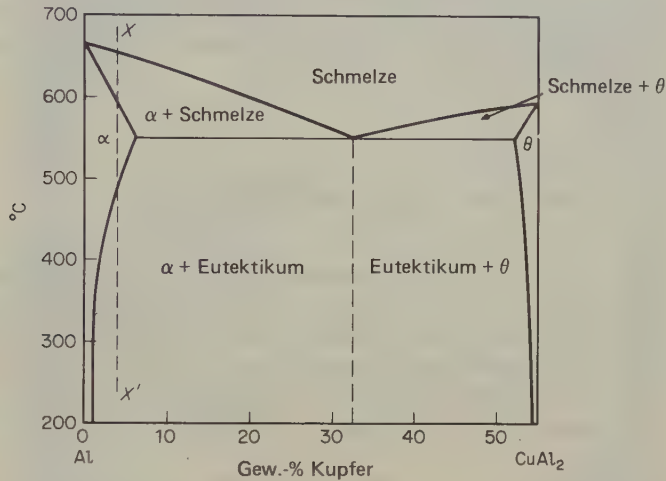 700
X
600
Schmelze
Schmelze + θ
α + Schmelze
α
θ
500
°C
400
α + Eutektikum
Eutektikum + θ
300
X'
200
0
10
20
30
40
50
Al
CuAl₂
Gew.-% Kupfer